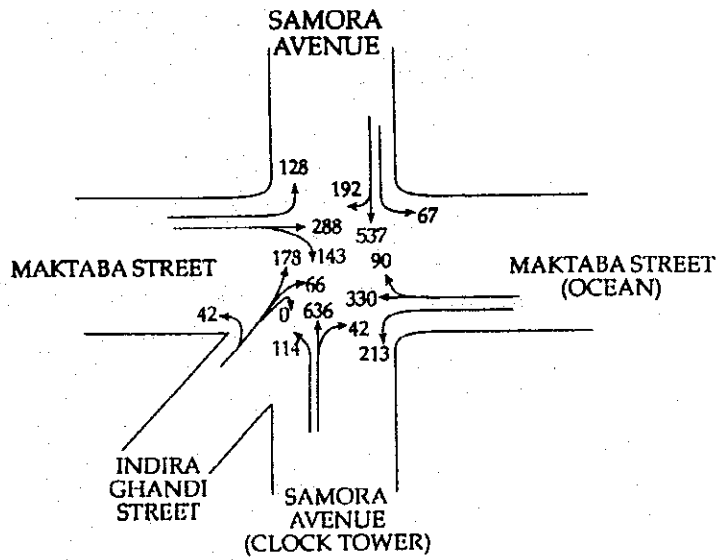 SAMORA
AVENUE
128
192
67
288
537
MAKTABA STREET
178
143
90
MAKTABA STREET
(OCEAN)
66
330
42
0
636
42
114
213
INDIRA
GHANDI
STREET
SAMORA
AVENUE
(CLOCK TOWER)